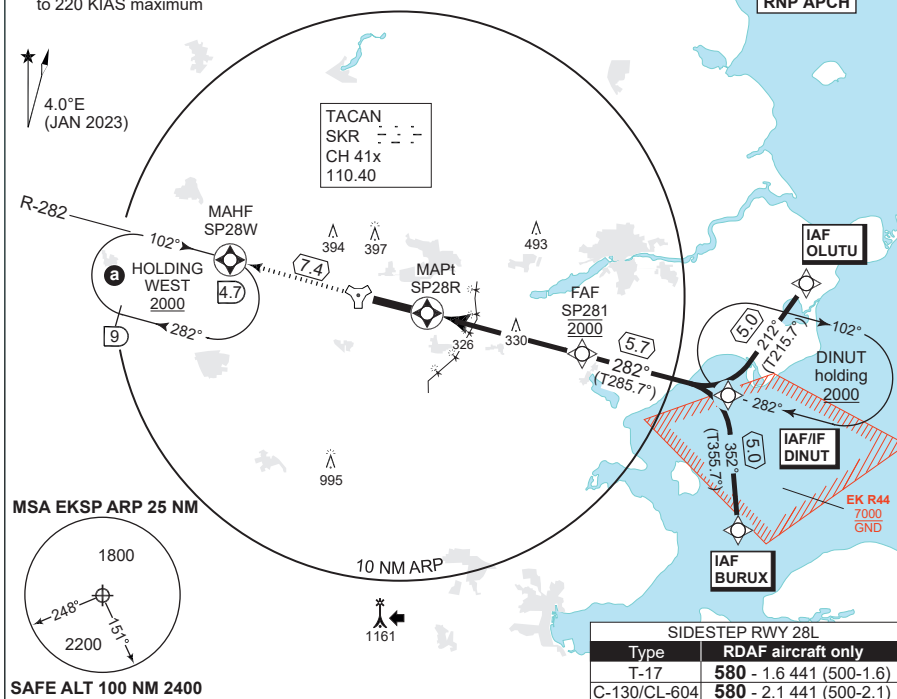 to 220 KIAS maximum
RNP APCH
4.0°E
(JAN 2023)
TACAN
SKR
CH 41x
110.40
R-282
MAHF
SP28W
102°
HOLDING
WEST
2000
a
4.7
282°
9
7.4
394
397
493
MAPt
SP28R
326
330
FAF
SP281
2000
5.7
282°
(T285.7°)
IAF
OLUTU
5.0
212°
(T215.7°)
102°
DINUT
holding
2000
282°
IAF/IF
DINUT
5.0
352°
(T355.7°)
EK R44
7000
GND
IAF
BURUX
995
10 NM ARP
1161
MSA EKSP ARP 25 NM
1800
248°
151°
2200
SAFE ALT 100 NM 2400
SIDESTEP RWY 28L
Type RDAF aircraft only
T-17 580 - 1.6 441 (500-1.6)
C-130/CL-604 580 - 2.1 441 (500-2.1)